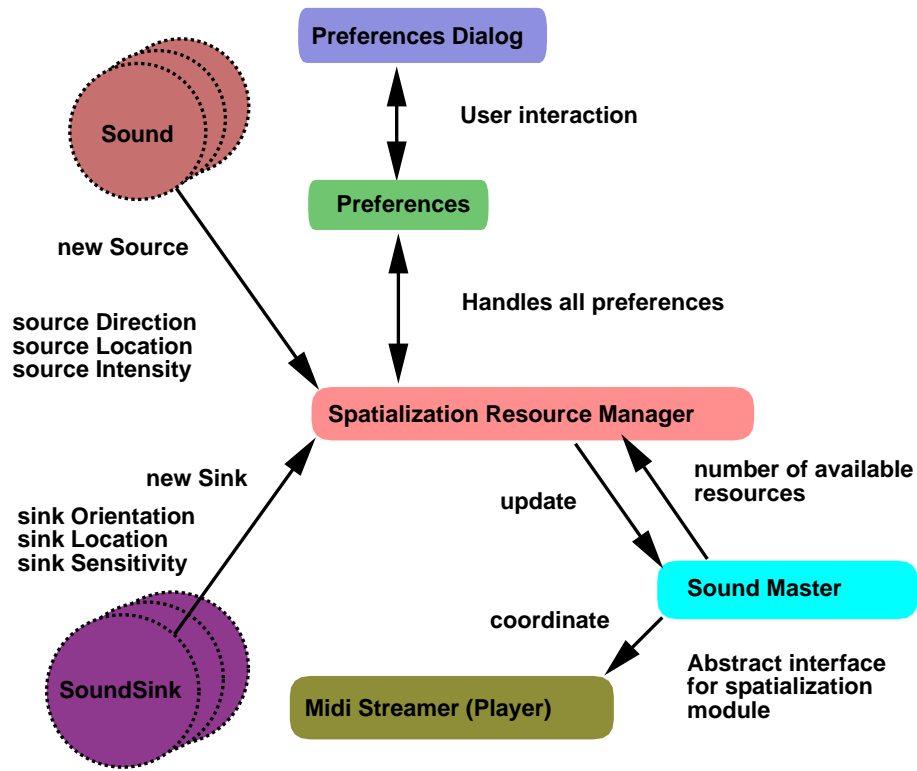 Preferences Dialog
Sound
User interaction
Preferences
new Source
Handles all preferences
source Direction
source Location
source Intensity
Spatialization Resource Manager
new Sink
number of available
resources
update
sink Orientation
sink Location
sink Sensitivity
Sound Master
coordinate
Abstract interface
for spatialization
module
SoundSink
Midi Streamer (Player)